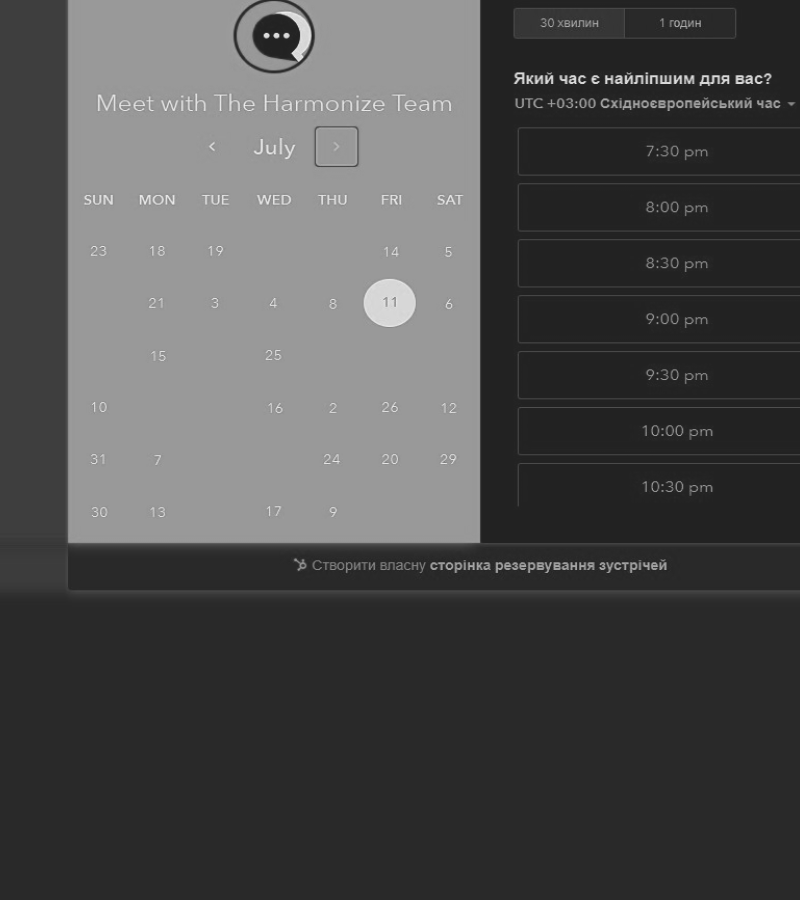 Meet with The Harmonize Team
July
SUN MON TUE WED THU FRI SAT
23 18 19 14 5
21 3 4 8 11 6
15 25
10 16 2 26 12
31 7 24 20 29
30 13 17 9
30 хвилин 1 годин
Який час є найліпшим для вас?
UTC +03:00 Східноєвропейський час
7:30 pm
8:00 pm
8:30 pm
9:00 pm
9:30 pm
10:00 pm
10:30 pm
Створити власну сторінка резервування зустрічей